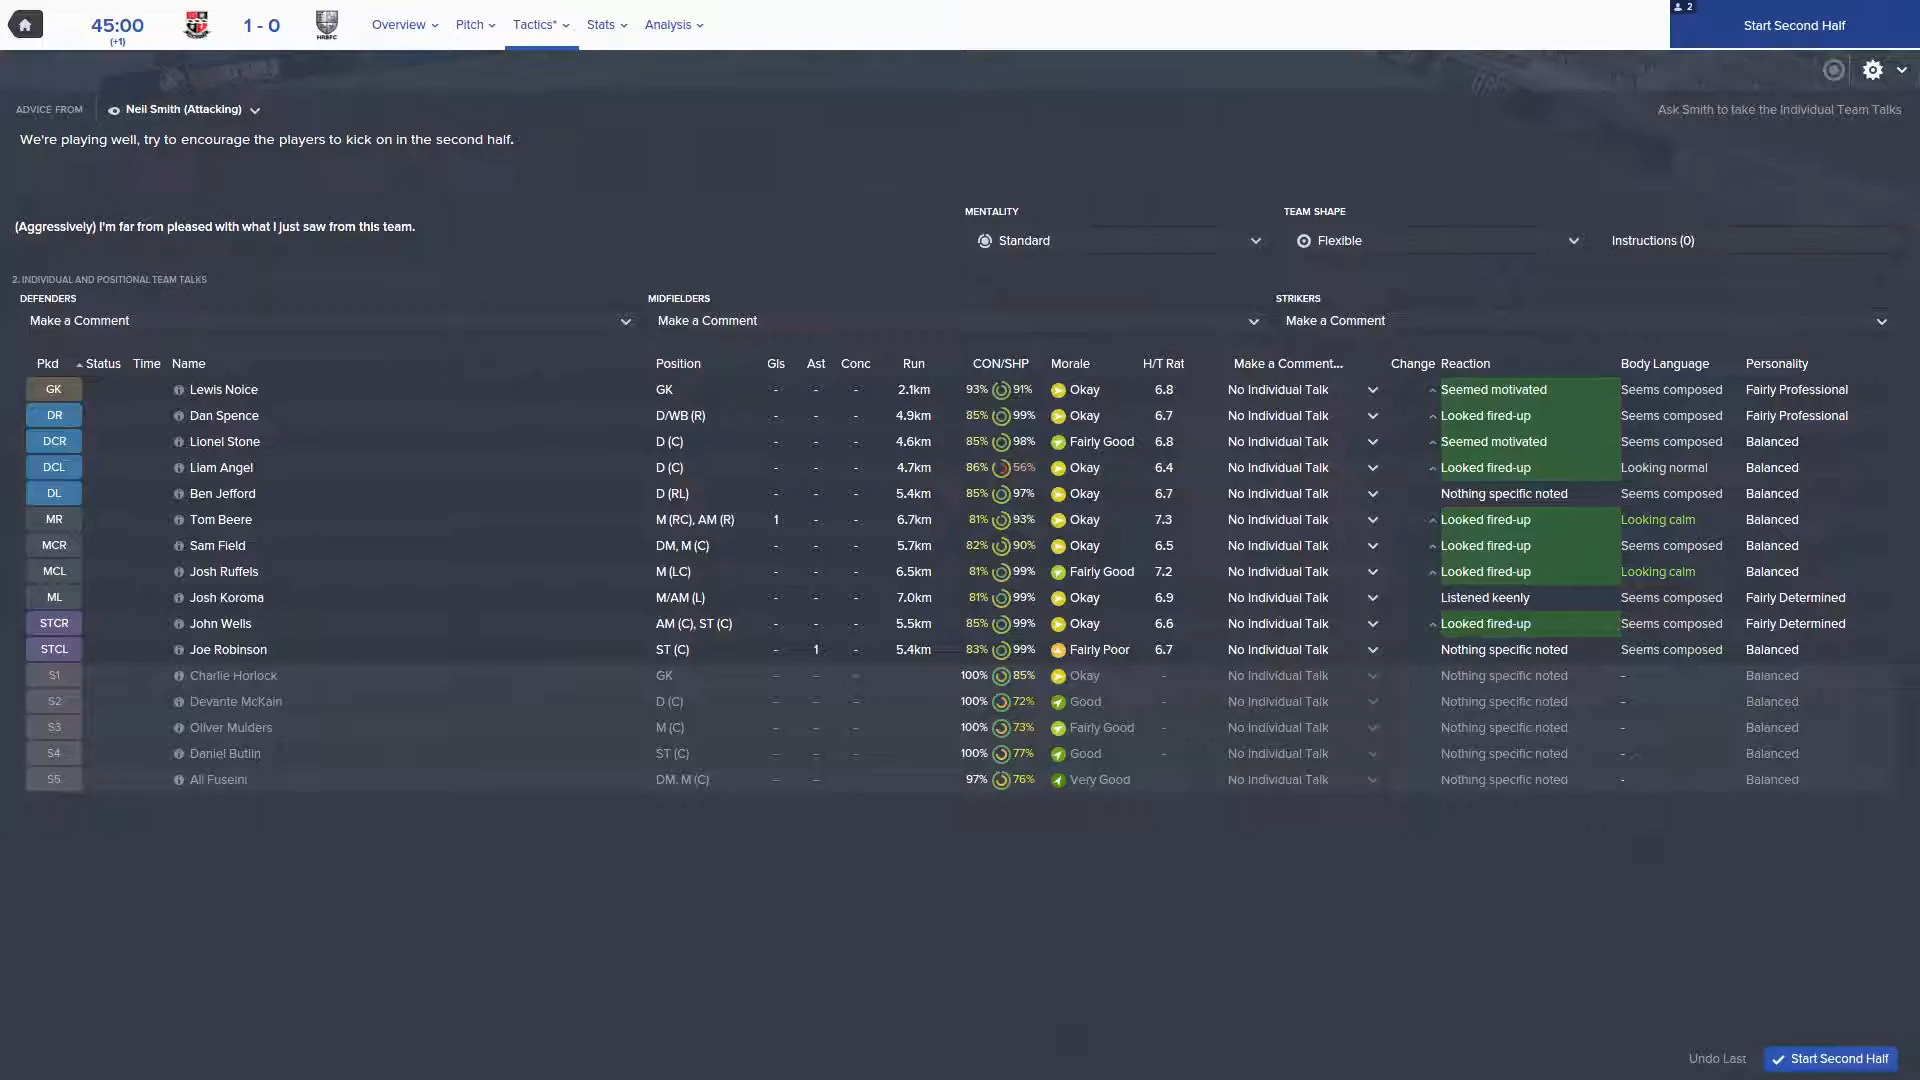 45:00
(+1)
1 - 0
HRBFC
Overview
Pitch
Tactics*
Stats
Analysis
2
Start Second Half
ADVICE FROM
Neil Smith (Attacking)
Ask Smith to take the Individual Team Talks
We're playing well, try to encourage the players to kick on in the second half.
MENTALITY
TEAM SHAPE
(Aggressively) I'm far from pleased with what I just saw from this team.
Standard
Flexible
Instructions (0)
2. INDIVIDUAL AND POSITIONAL TEAM TALKS
DEFENDERS
MIDFIELDERS
STRIKERS
Make a Comment
Make a Comment
Make a Comment
Pkd Status Time Name Position Gls Ast Conc Run CON/SHP Morale H/T Rat Make a Comment... Change Reaction Body Language Personality
GK Lewis Noice GK - - - 2.1km 93% 91% Okay 6.8 No Individual Talk Seemed motivated Seems composed Fairly Professional
DR Dan Spence D/WB (R) - - - 4.9km 85% 99% Okay 6.7 No Individual Talk Looked fired-up Seems composed Fairly Professional
DCR Lionel Stone D (C) - - - 4.6km 85% 98% Fairly Good 6.8 No Individual Talk Seemed motivated Seems composed Balanced
DCL Liam Angel D (C) - - - 4.7km 86% 56% Okay 6.4 No Individual Talk Looked fired-up Looking normal Balanced
DL Ben Jefford D (RL) - - - 5.4km 85% 97% Okay 6.7 No Individual Talk Nothing specific noted Seems composed Balanced
MR Tom Beere M (RC), AM (R) 1 - - 6.7km 81% 93% Okay 7.3 No Individual Talk Looked fired-up Looking calm Balanced
MCR Sam Field DM, M (C) - - - 5.7km 82% 90% Okay 6.5 No Individual Talk Looked fired-up Seems composed Balanced
MCL Josh Ruffels M (LC) - - - 6.5km 81% 99% Fairly Good 7.2 No Individual Talk Looked fired-up Looking calm Balanced
ML Josh Koroma M/AM (L) - - - 7.0km 81% 99% Okay 6.9 No Individual Talk Listened keenly Seems composed Fairly Determined
STCR John Wells AM (C), ST (C) - - - 5.5km 85% 99% Okay 6.6 No Individual Talk Looked fired-up Seems composed Fairly Determined
STCL Joe Robinson ST (C) - 1 - 5.4km 83% 99% Fairly Poor 6.7 No Individual Talk Nothing specific noted Seems composed Balanced
S1 Charlie Horlock GK - - - 100% 85% Okay - No Individual Talk Nothing specific noted - Balanced
S2 Devante McKain D (C) - - 100% 72% Good - No Individual Talk Nothing specific noted - Balanced
S3 Oliver Mulders M (C) - - 100% 73% Fairly Good - No Individual Talk Nothing specific noted - Balanced
S4 Daniel Butlin ST (C) - - 100% 77% Good - No Individual Talk Nothing specific noted - Balanced
S5 Ali Fuseini DM, M (C) - - 97% 76% Very Good - No Individual Talk Nothing specific noted - Balanced
Undo Last
Start Second Half